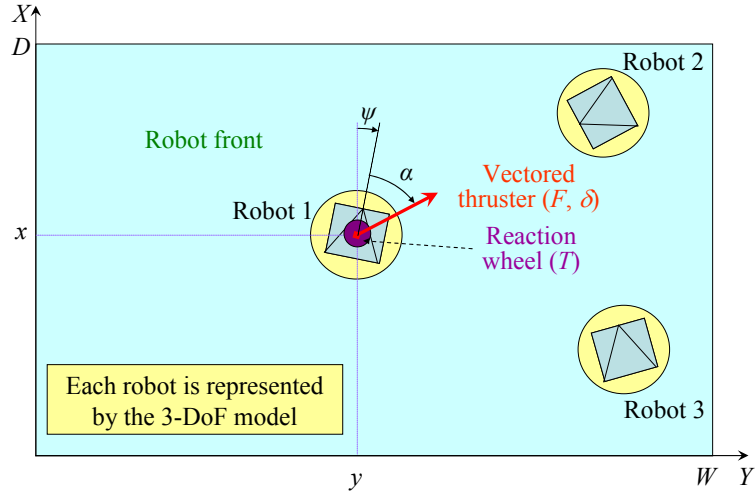 X
D
Robot 2
ψ
Robot front
α
Vectored
thruster (F, δ)
Robot 1
x
Reaction
wheel (T)
Each robot is represented
by the 3-DoF model
Robot 3
y
W
Y